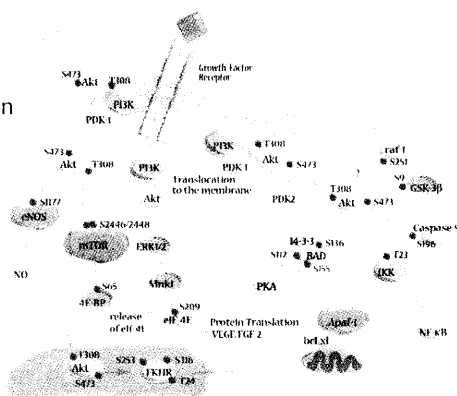 n
S473
Akt
T308
PI3K
PDK-1
Growth Factor
Receptor
S473
Akt
T308
PI3K
Translocation
to the membrane
Akt
PI3K
PDK-1
T308
Akt
S473
PDK2
raf-1
S251
S9
GSK-3β
T308
Akt
S473
S1177
eNOS
S2446/2448
mTOR
ERK1/2
NO
14-3-3
S136
S112
BAD
S155
PKA
Caspase 9
S196
T23
IKK
S65
4E-BP
Mnk1
S209
eIF-4E
release
of eIF-4E
Protein Translation
VEGF, FGF-2
Apaf-1
NF-κB
bcl-xl
T308
Akt
S473
S253
S316
FKHR
T24